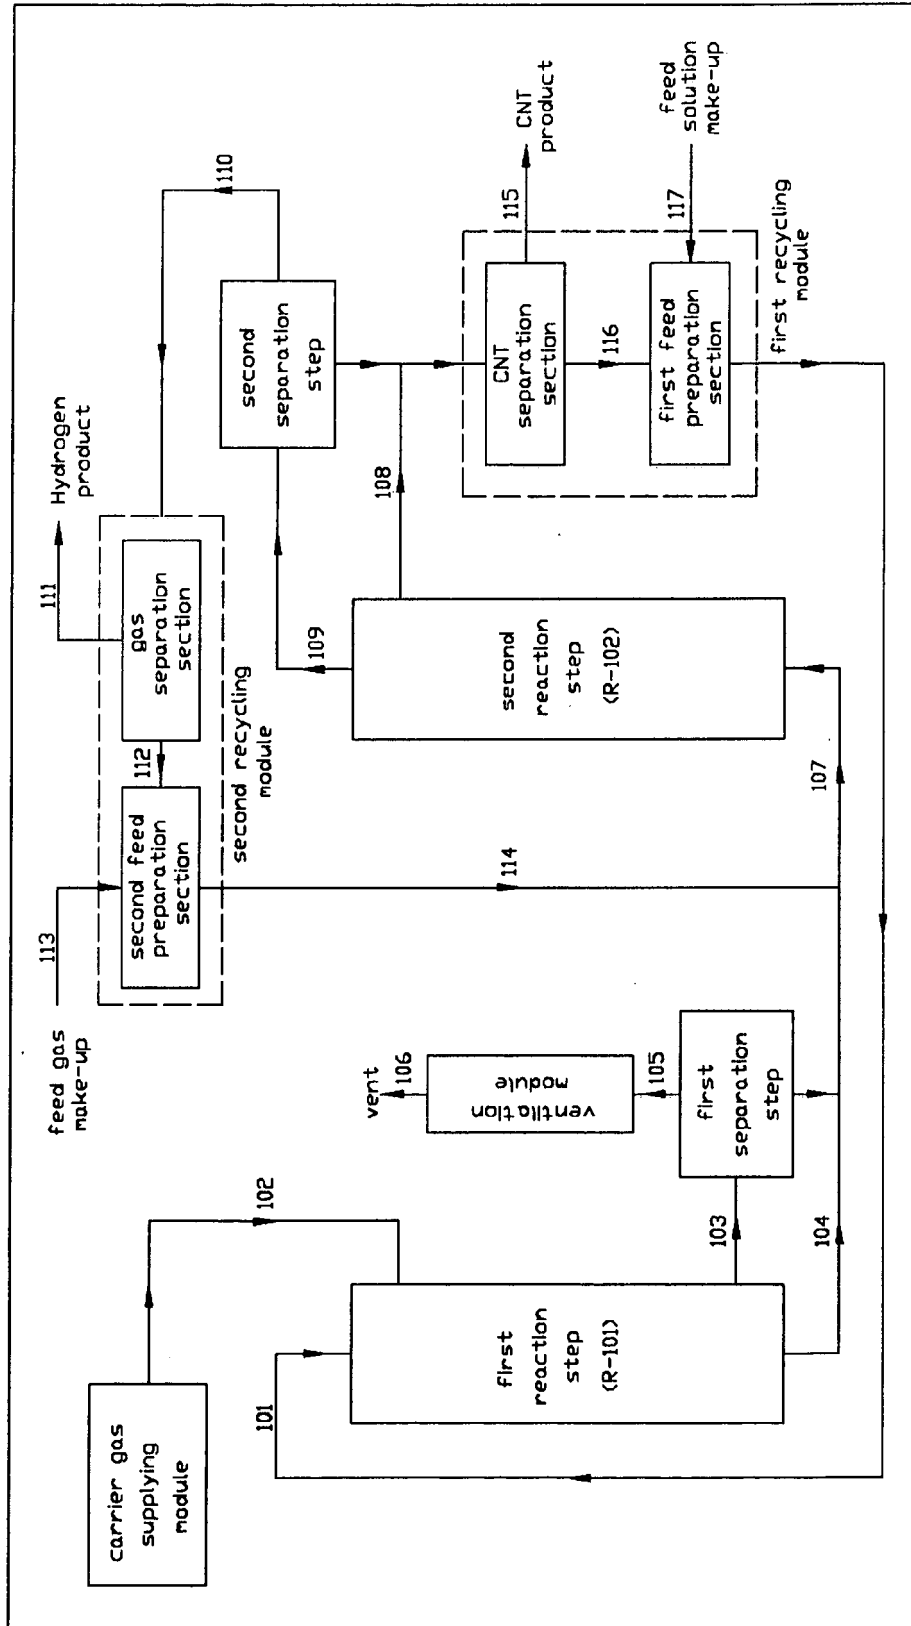 carrier gas
supplying
module
101
102
first
reaction
step
(R-101)
103
104
first
separation
step
105
ventilation
module
106
vent
feed gas
make-up
113
second feed
preparation
section
112
gas
separation
section
second recycling
module
111
Hydrogen
product
114
107
second
reaction
step
(R-102)
108
109
second
separation
step
110
CNT
separation
section
115
CNT
product
116
first feed
preparation
section
117
feed
solution
make-up
first recycling
module